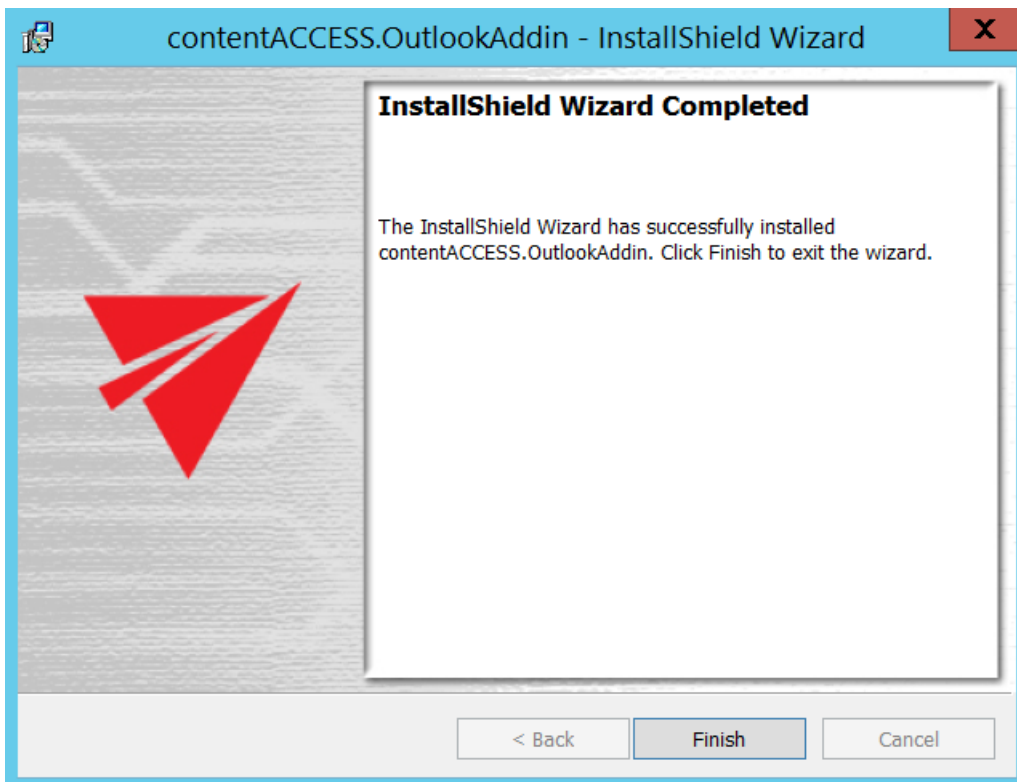 contentACCESS.OutlookAddin - InstallShield Wizard
X
InstallShield Wizard Completed
The InstallShield Wizard has successfully installed
contentACCESS.OutlookAddin. Click Finish to exit the wizard.
< Back
Finish
Cancel